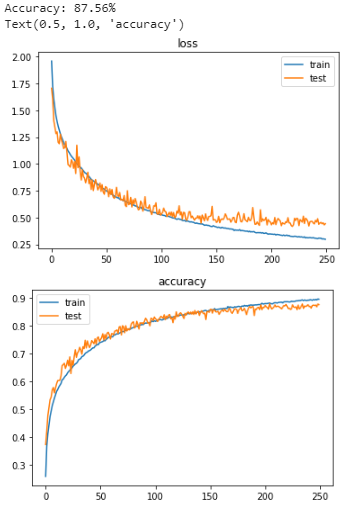 Accuracy: 87.56%
Text(0.5, 1.0, 'accuracy')
loss
2.00
1.75
1.50
1.25
1.00
0.75
0.50
0.25
train
test
0 50 100 150 200 250
accuracy
0.9
0.8
0.7
0.6
0.5
0.4
0.3
train
test
0 50 100 150 200 250